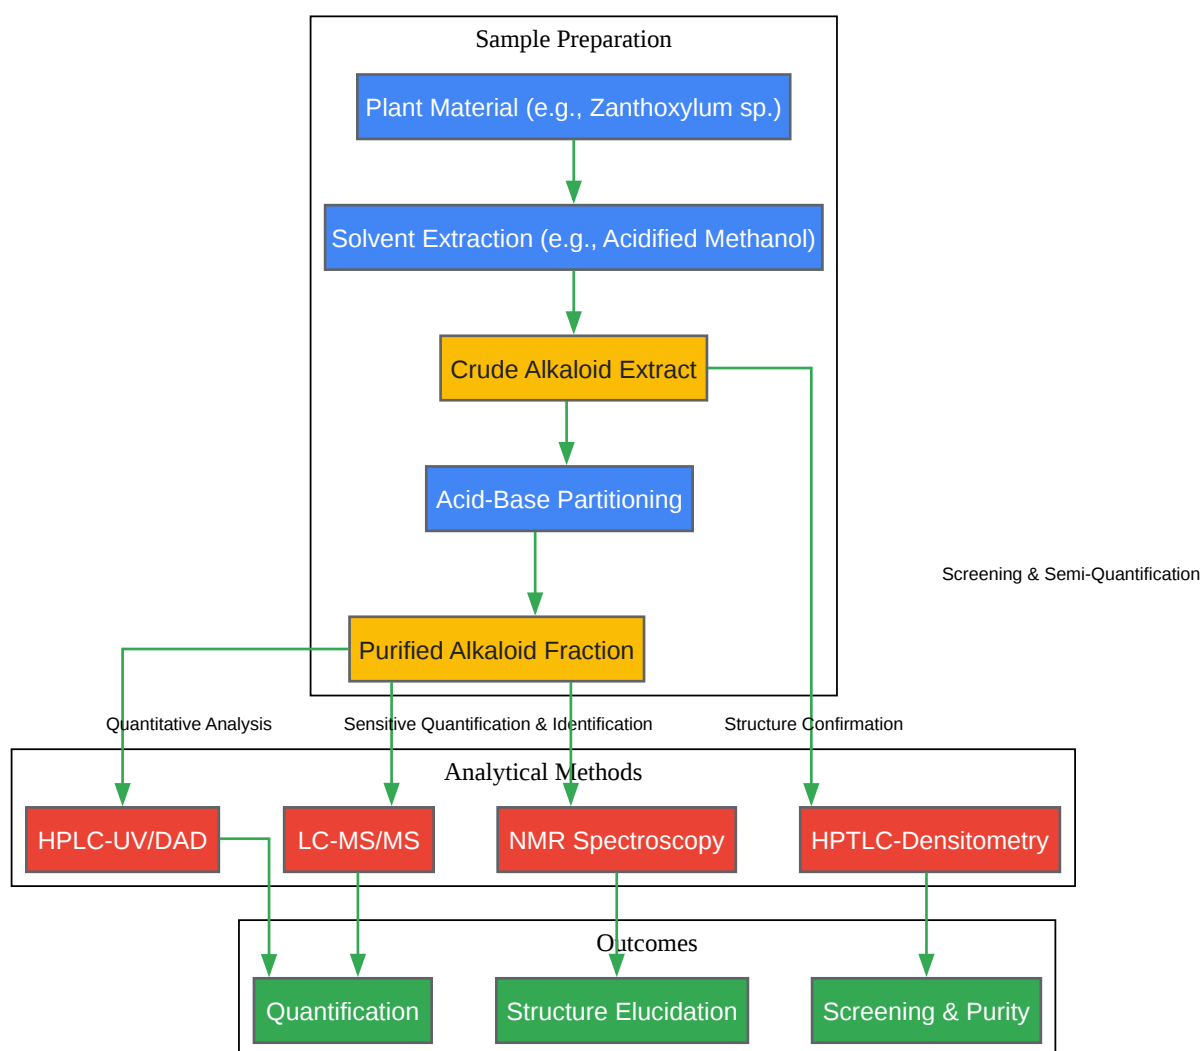 Sample Preparation
Plant Material (e.g., Zanthoxylum sp.)
Solvent Extraction (e.g., Acidified Methanol)
Crude Alkaloid Extract
Acid-Base Partitioning
Screening & Semi-Quantification
Purified Alkaloid Fraction
Quantitative Analysis
Sensitive Quantification & Identification
Structure Confirmation
Analytical Methods
HPLC-UV/DAD
LC-MS/MS
NMR Spectroscopy
HPTLC-Densitometry
Outcomes
Quantification
Structure Elucidation
Screening & Purity